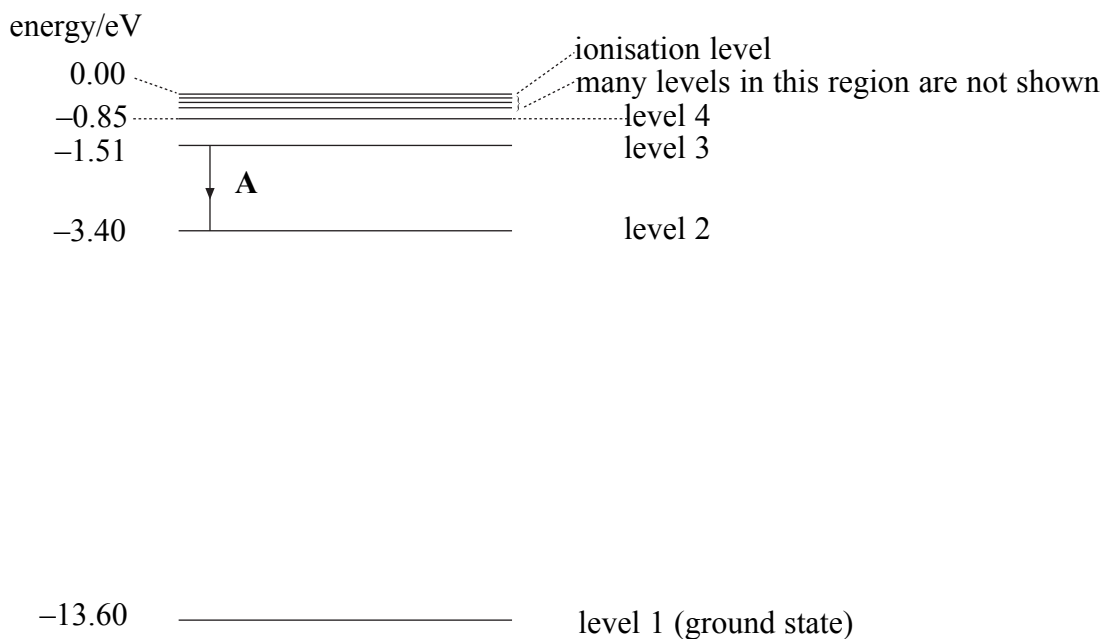 energy/eV
ionisation level
0.00
many levels in this region are not shown
–0.85
level 4
–1.51
level 3
A
–3.40
level 2
–13.60
level 1 (ground state)